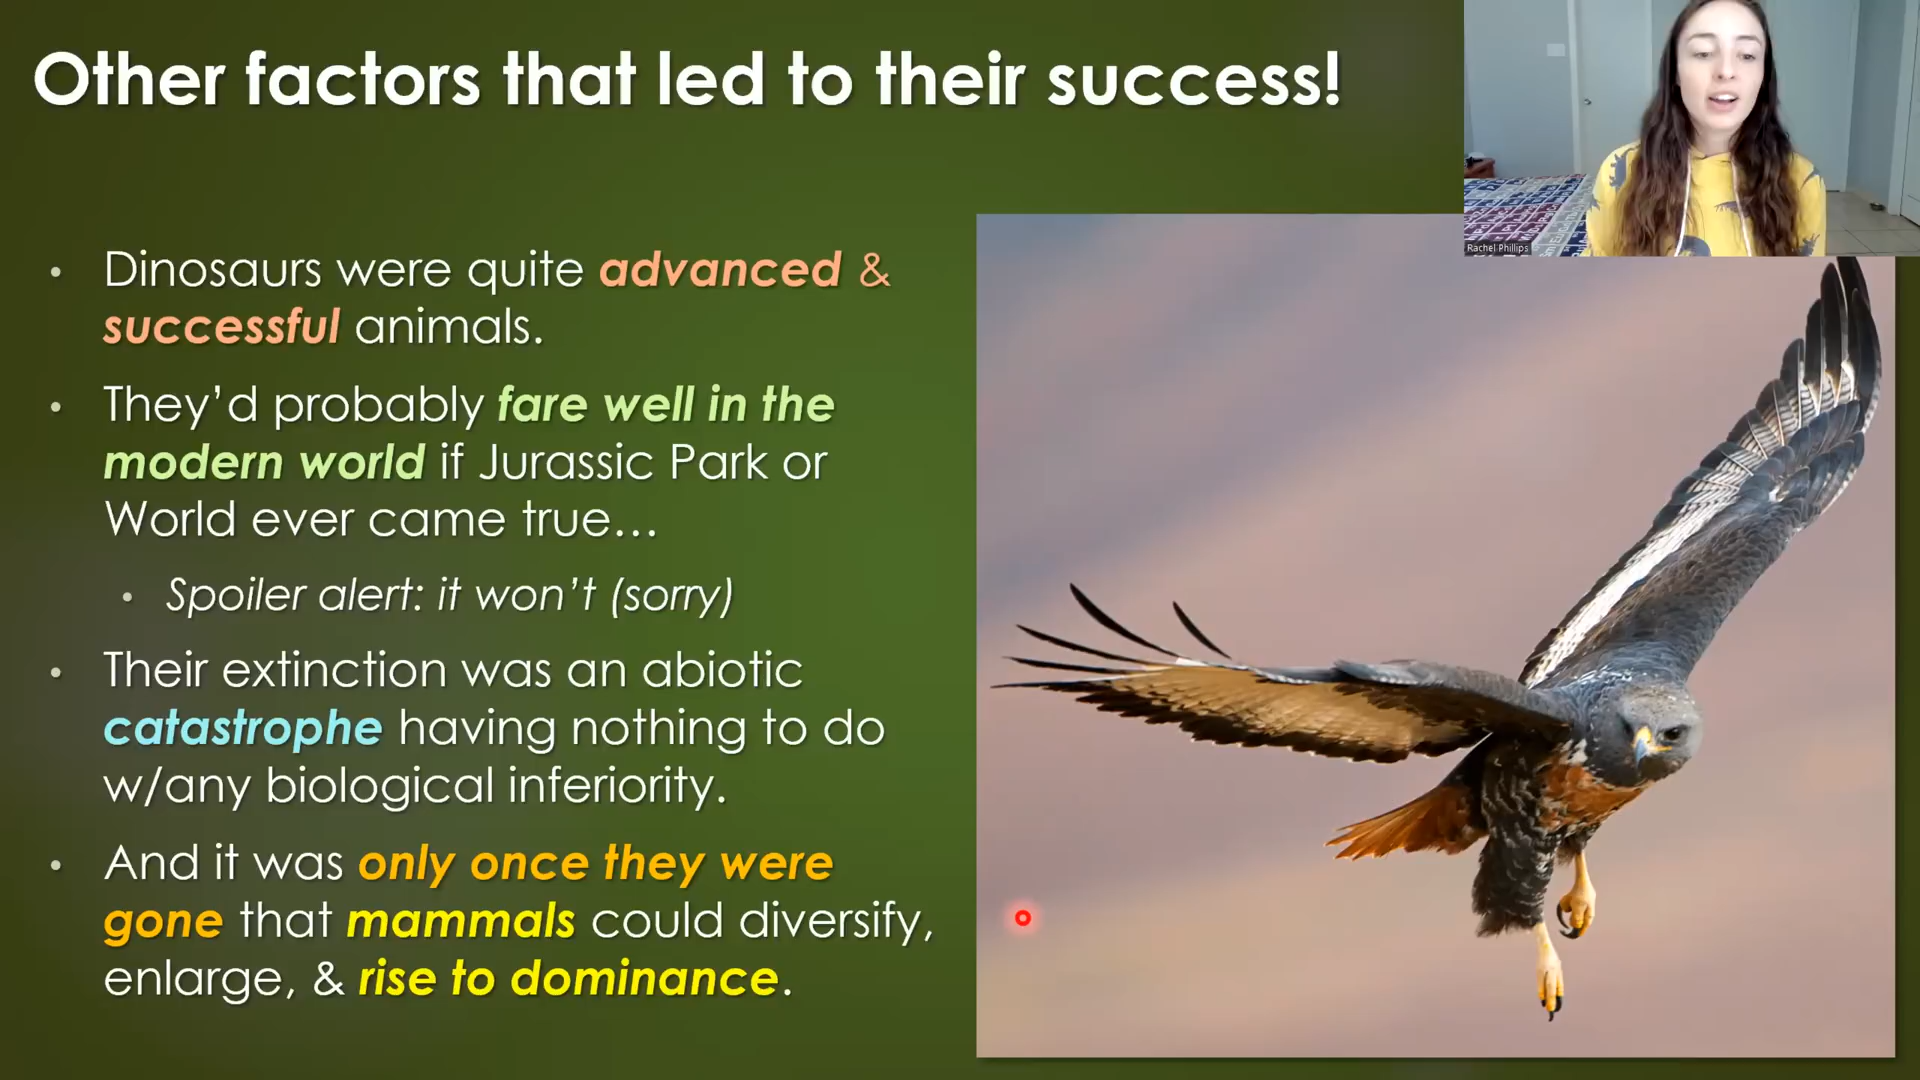 Other factors that led to their success!
Rachel Phillips
• Dinosaurs were quite advanced &
successful animals.
• They’d probably fare well in the
modern world if Jurassic Park or
World ever came true…
• Spoiler alert: it won’t (sorry)
• Their extinction was an abiotic
catastrophe having nothing to do
w/any biological inferiority.
• And it was only once they were
gone that mammals could diversify,
enlarge, & rise to dominance.